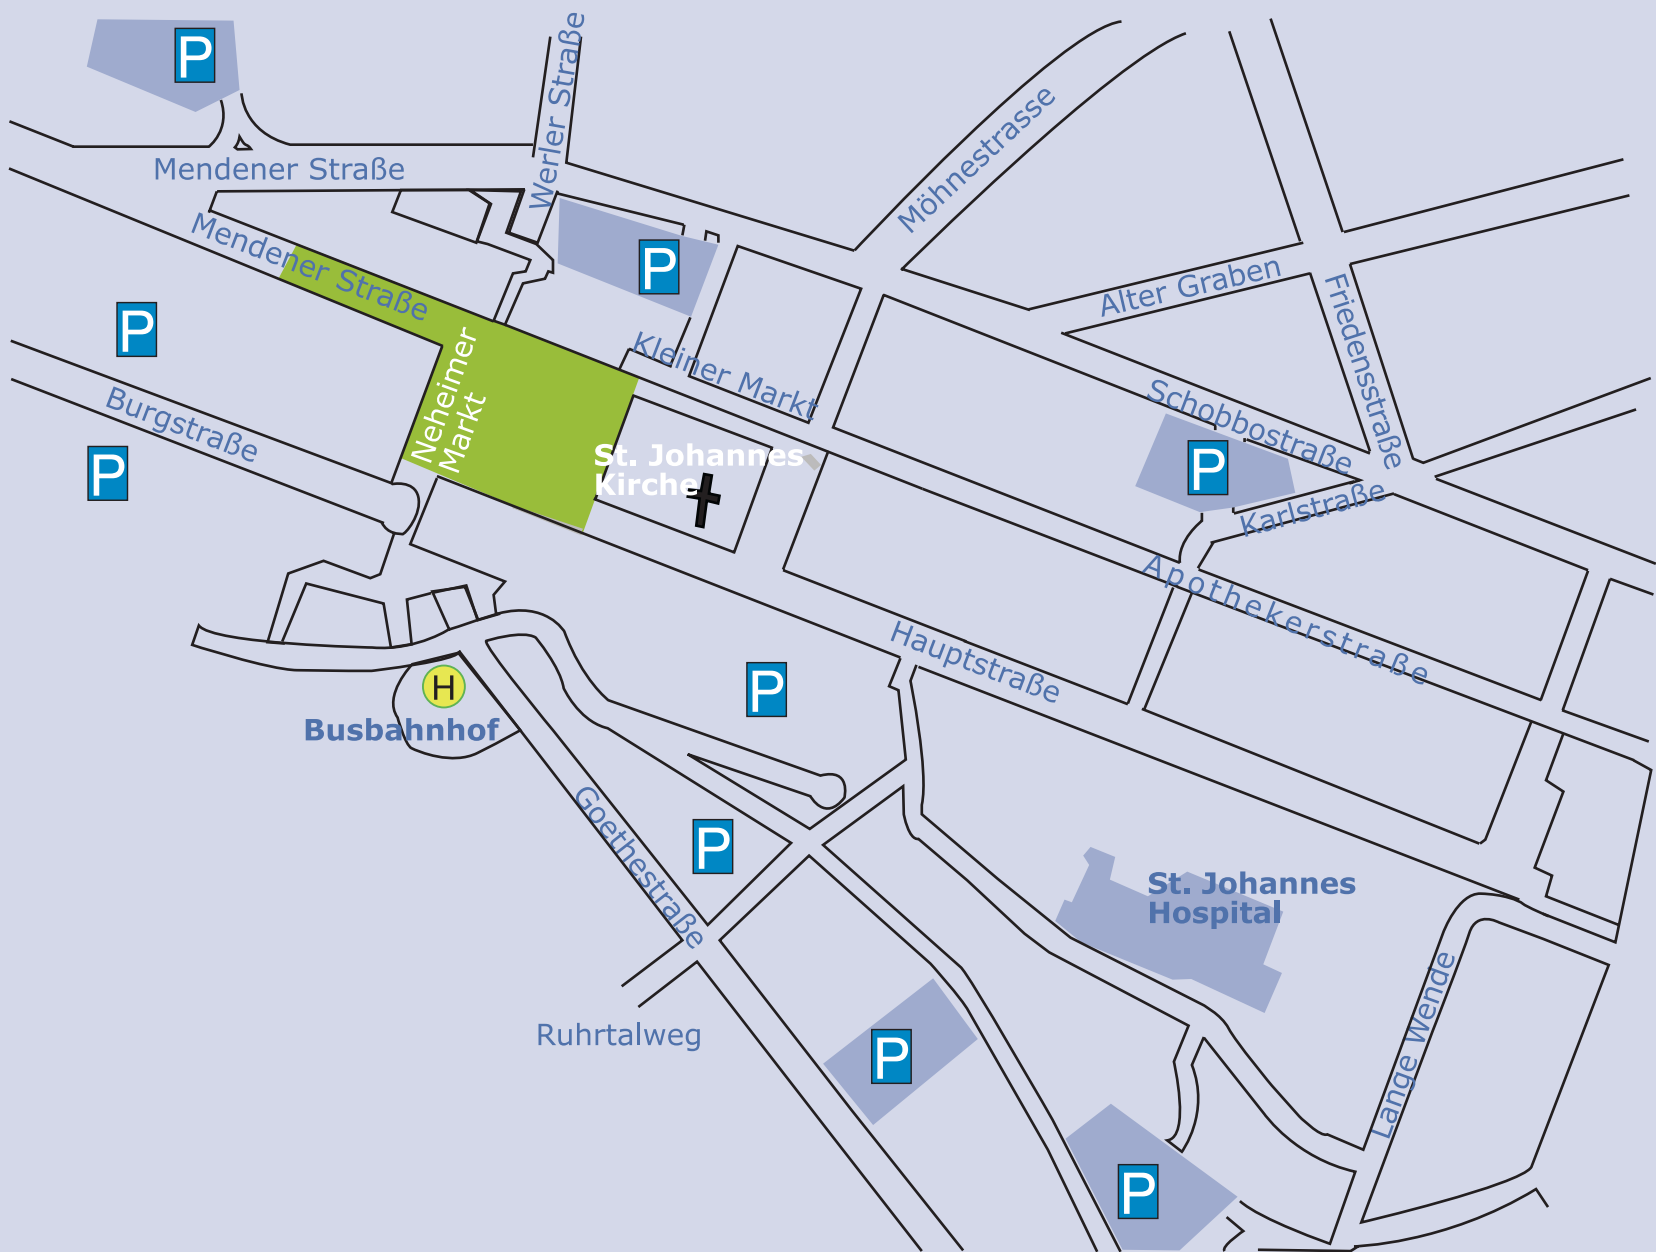 P
Werler Straße
Möhnestrasse
Mendener Straße
Mendener Straße
P
Alter Graben
Friedensstraße
P
Kleiner Markt
Neheimer
Markt
Burgstraße
Schobbostraße
P
St. Johannes
Kirche
P
Karlstraße
Apothekerstraße
Hauptstraße
H
Busbahnhof
P
Goethestraße
P
St. Johannes
Hospital
Lange Wende
Ruhrtalweg
P
P